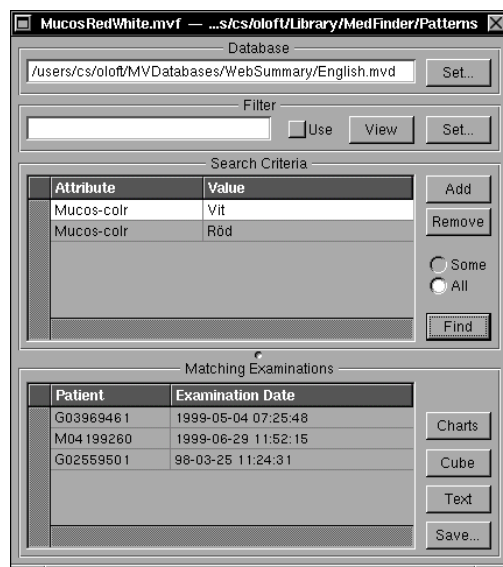 MucosRedWhite.mvf — ...s/cs/oloft/Library/MedFinder/Patterns
Database
/users/cs/oloft/MVDatabases/WebSummary/English.mvd Set...
Filter
Use View Set...
Search Criteria
Attribute Value Add
Mucos-colr Vit
Mucos-colr Röd Remove
Some
All
Find
Matching Examinations
Patient Examination Date
G03969461 1999-05-04 07:25:48 Charts
M04199260 1999-06-29 11:52:15
G02559501 98-03-25 11:24:31 Cube
Text
Save...